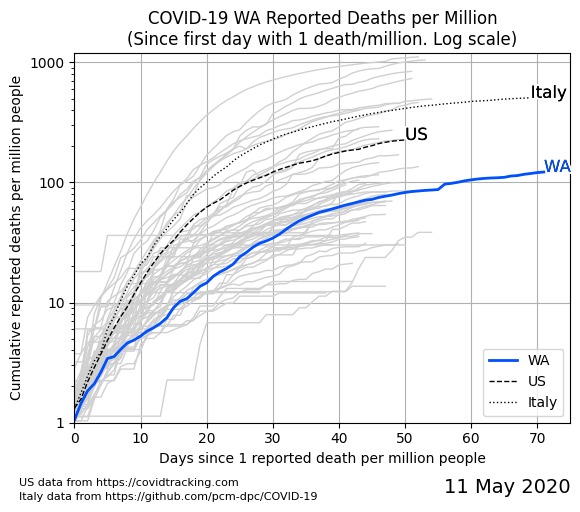 COVID-19 WA Reported Deaths per Million
(Since first day with 1 death/million. Log scale)
Cumulative reported deaths per million people
1000
100
10
1
Italy
US
WA
WA
US
Italy
0 10 20 30 40 50 60 70
Days since 1 reported death per million people
US data from https://covidtracking.com
Italy data from https://github.com/pcm-dpc/COVID-19
11 May 2020